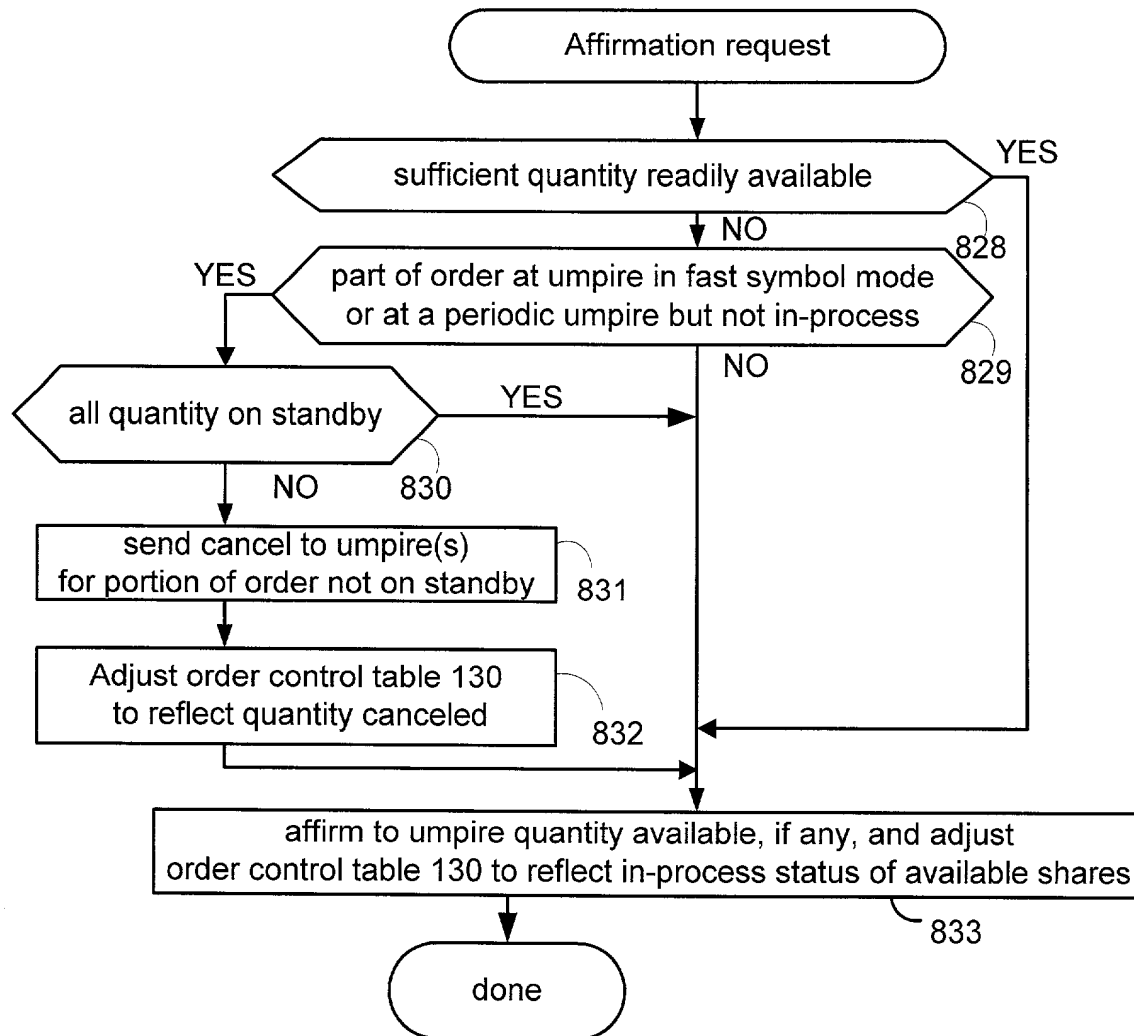 Affirmation request
sufficient quantity readily available
YES
NO
828
part of order at umpire in fast symbol mode
or at a periodic umpire but not in-process
YES
NO
829
all quantity on standby
YES
NO
830
send cancel to umpire(s)
for portion of order not on standby
831
Adjust order control table 130
to reflect quantity canceled
832
affirm to umpire quantity available, if any, and adjust
order control table 130 to reflect in-process status of available shares
833
done